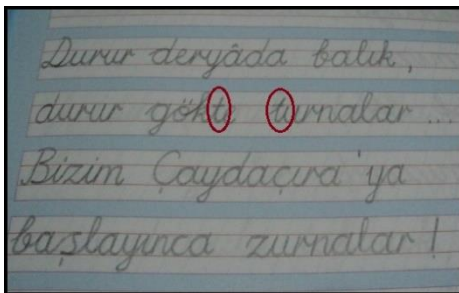 Durur deryâda balık,
durur gökte turnalar...
Bizim Çaydaçıra'ya
başlayınca zurnalar!